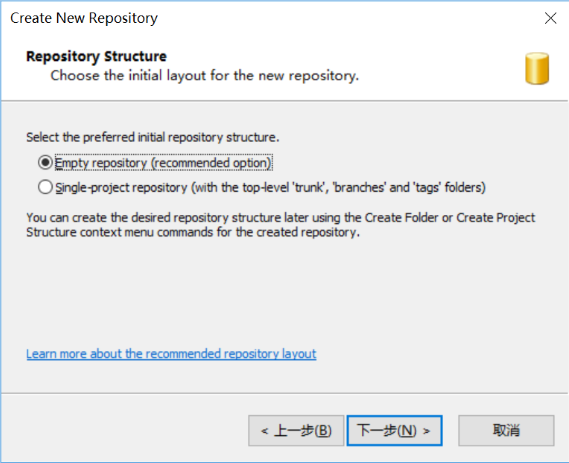 Create New Repository
Repository Structure
Choose the initial layout for the new repository.
Select the preferred initial repository structure.
Empty repository (recommended option)
Single-project repository (with the top-level 'trunk', 'branches' and 'tags' folders)
You can create the desired repository structure later using the Create Folder or Create Project
Structure context menu commands for the created repository.
Learn more about the recommended repository layout
< 上一步(B) 下一步(N) > 取消